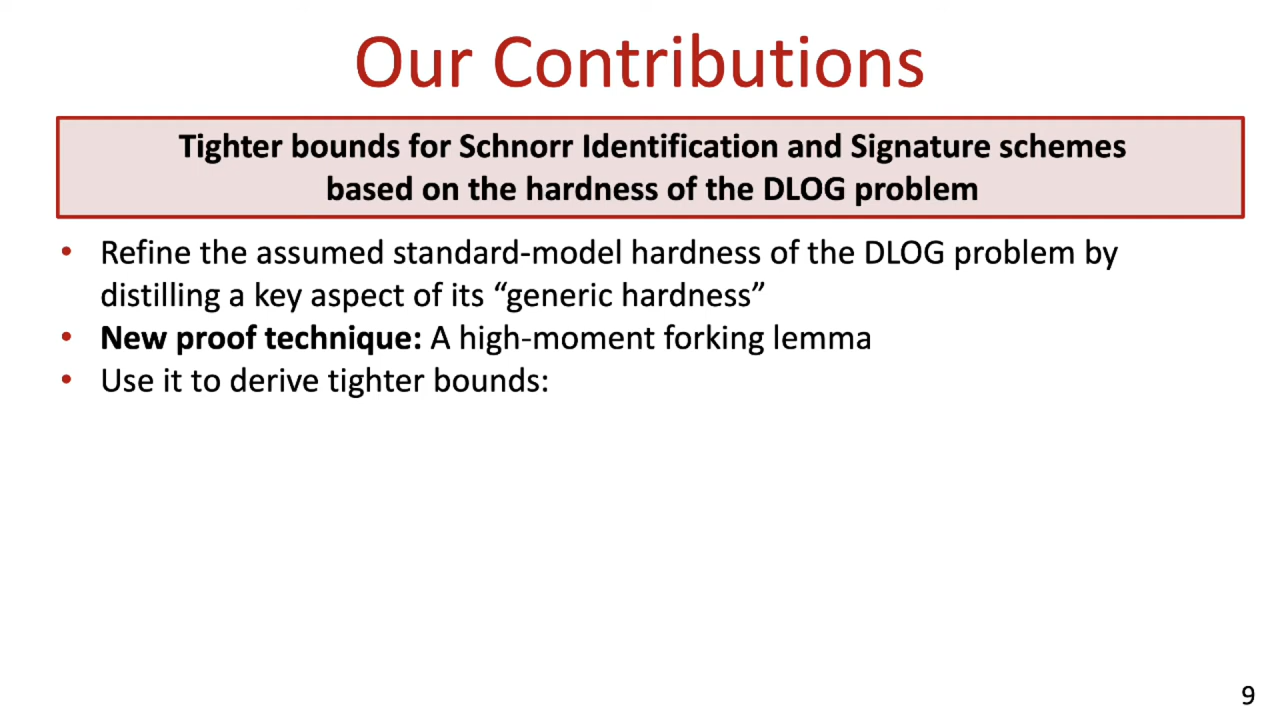 Our Contributions
Tighter bounds for Schnorr Identification and Signature schemes
based on the hardness of the DLOG problem
• Refine the assumed standard-model hardness of the DLOG problem by
distilling a key aspect of its “generic hardness”
• New proof technique: A high-moment forking lemma
• Use it to derive tighter bounds:
9